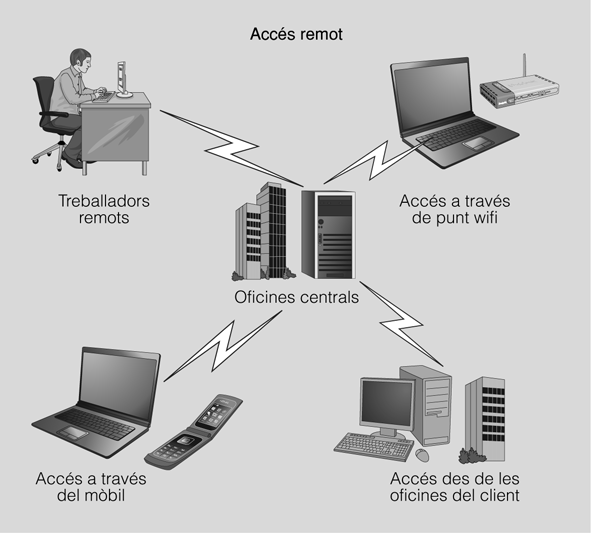 Accés remot
Treballadors
remots
Accés a través
de punt wifi
Oficines centrals
Accés a través
del mòbil
Accés des de les
oficines del client